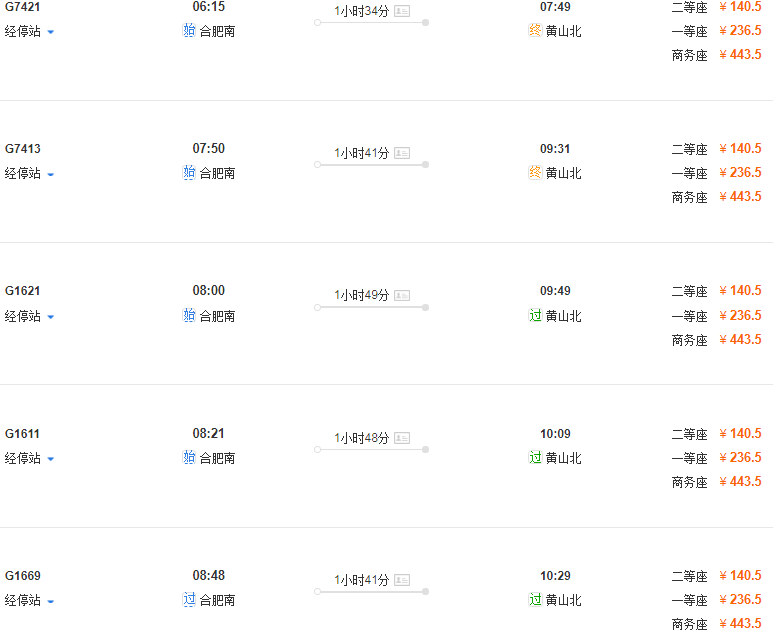 G7421 06:15 1小时34分 07:49 二等座 ¥140.5
经停站 始 合肥南 终 黄山北 一等座 ¥236.5
商务座 ¥443.5
G7413 07:50 1小时41分 09:31 二等座 ¥140.5
经停站 始 合肥南 终 黄山北 一等座 ¥236.5
商务座 ¥443.5
G1621 08:00 1小时49分 09:49 二等座 ¥140.5
经停站 始 合肥南 过 黄山北 一等座 ¥236.5
商务座 ¥443.5
G1611 08:21 1小时48分 10:09 二等座 ¥140.5
经停站 始 合肥南 过 黄山北 一等座 ¥236.5
商务座 ¥443.5
G1669 08:48 1小时41分 10:29 二等座 ¥140.5
经停站 过 合肥南 过 黄山北 一等座 ¥236.5
商务座 ¥443.5